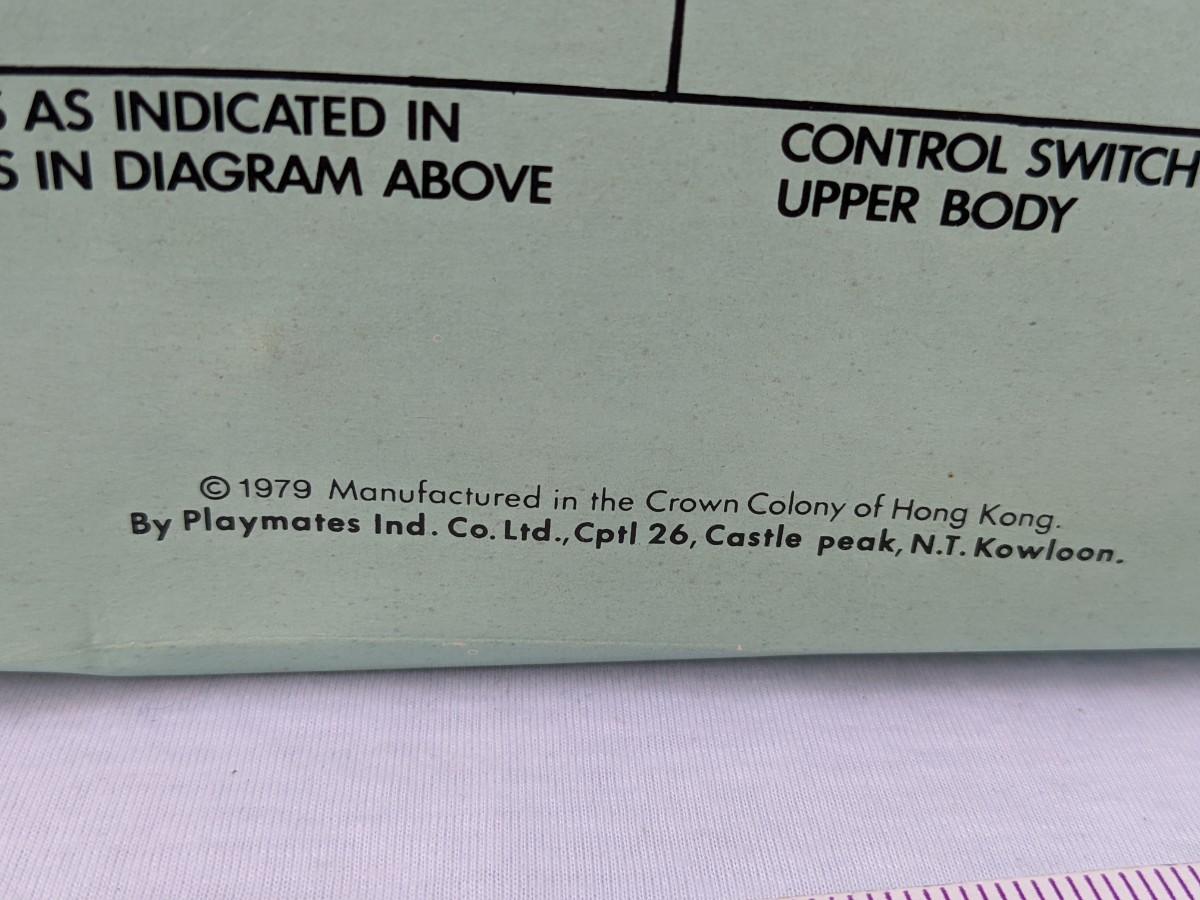 AS INDICATED IN
S IN DIAGRAM ABOVE
CONTROL SWITCH
UPPER BODY
© 1979 Manufactured in the Crown Colony of Hong Kong.
By Playmates Ind. Co. Ltd., Cptl 26, Castle peak, N.T. Kowloon.